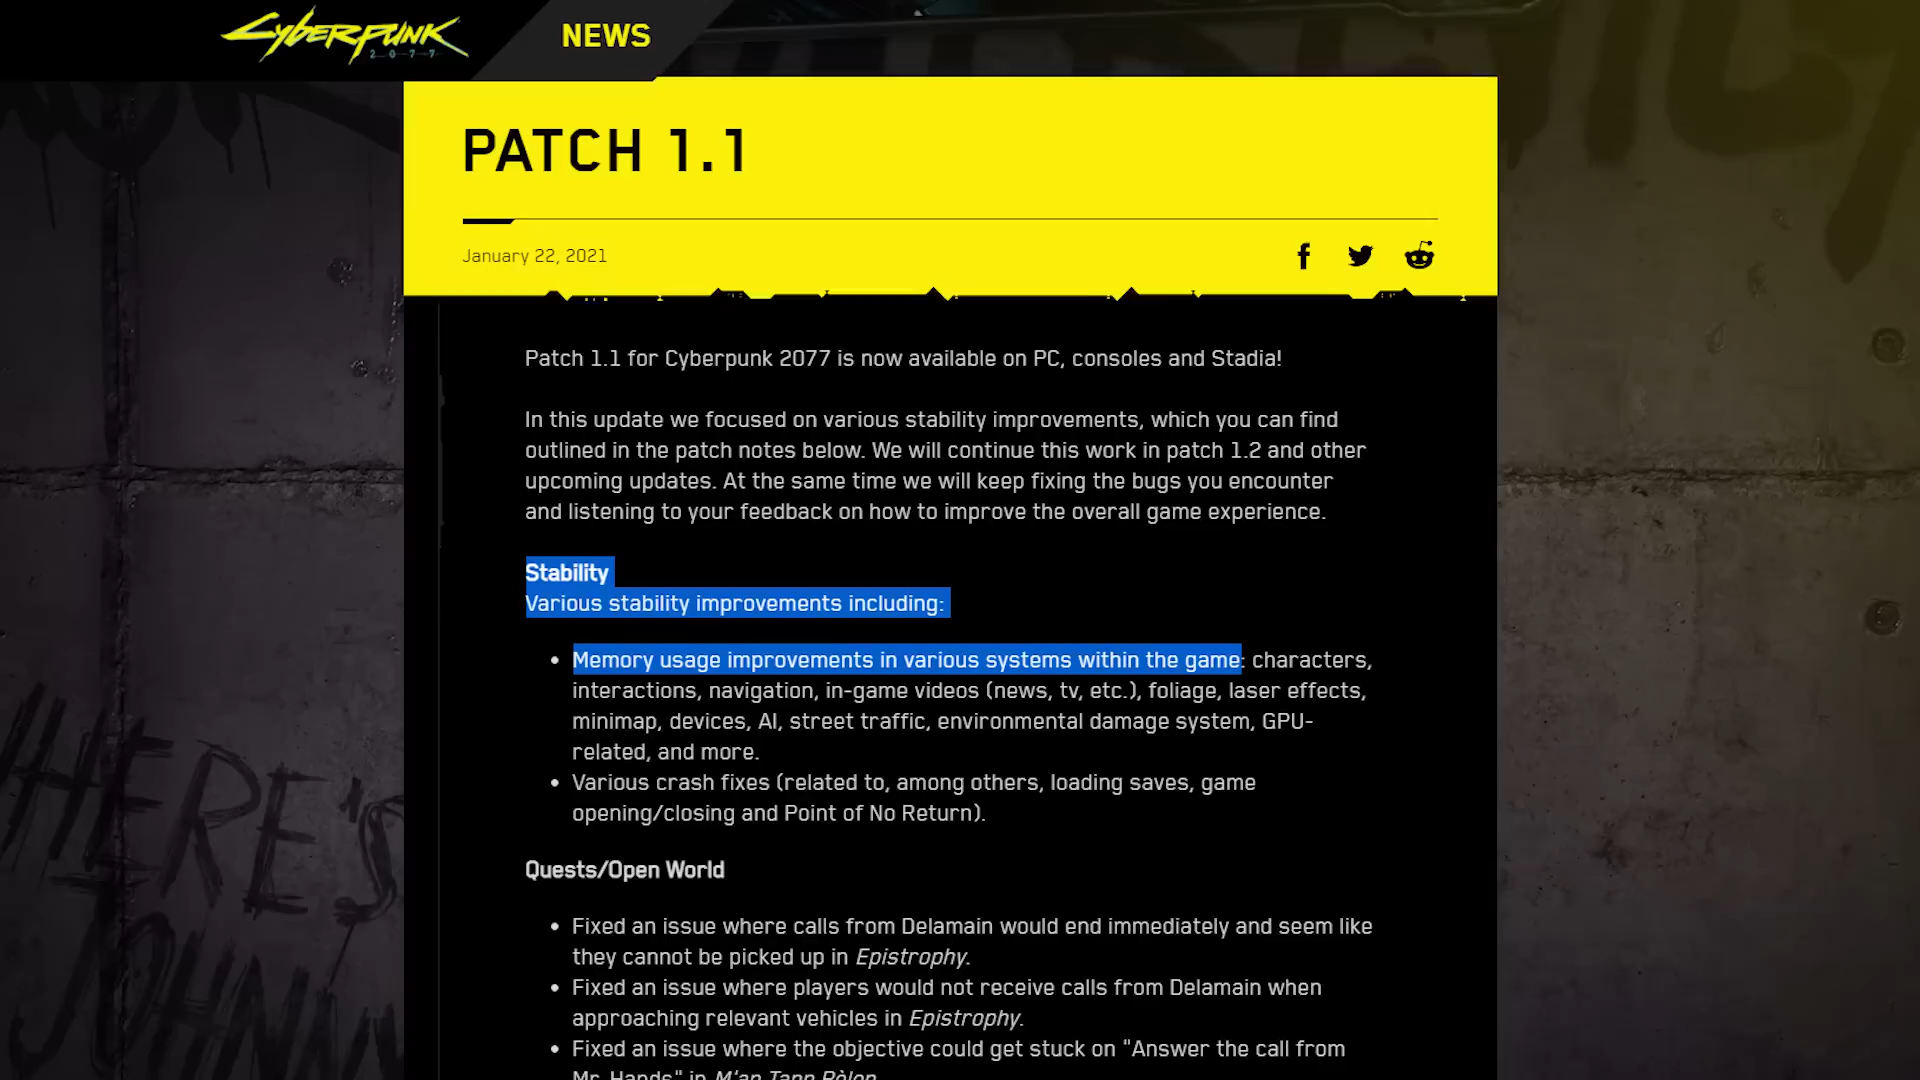 Cyberpunk
2077
NEWS
PATCH 1.1
January 22, 2021
Patch 1.1 for Cyberpunk 2077 is now available on PC, consoles and Stadia!
In this update we focused on various stability improvements, which you can find
outlined in the patch notes below. We will continue this work in patch 1.2 and other
upcoming updates. At the same time we will keep fixing the bugs you encounter
and listening to your feedback on how to improve the overall game experience.
Stability
Various stability improvements including:
• Memory usage improvements in various systems within the game: characters,
interactions, navigation, in-game videos (news, tv, etc.), foliage, laser effects,
minimap, devices, AI, street traffic, environmental damage system, GPU-
related, and more.
• Various crash fixes (related to, among others, loading saves, game
opening/closing and Point of No Return).
Quests/Open World
• Fixed an issue where calls from Delamain would end immediately and seem like
they cannot be picked up in Epistrophy.
• Fixed an issue where players would not receive calls from Delamain when
approaching relevant vehicles in Epistrophy.
• Fixed an issue where the objective could get stuck on "Answer the call from
Mr. Hands" in M'ap Tann Pèlen.
HERE'S
JOHNNY